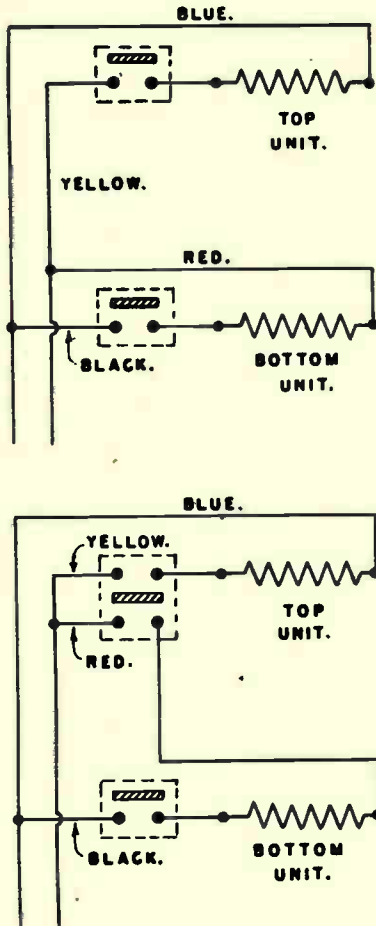 BLUE.
TOP
UNIT.
YELLOW.
RED.
BLACK.
BOTTOM
UNIT.
BLUE.
YELLOW.
TOP
UNIT.
RED.
BLACK.
BOTTOM
UNIT.